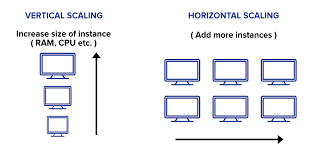 VERTICAL SCALING
Increase size of instance
( RAM, CPU etc. )
HORIZONTAL SCALING
( Add more instances )